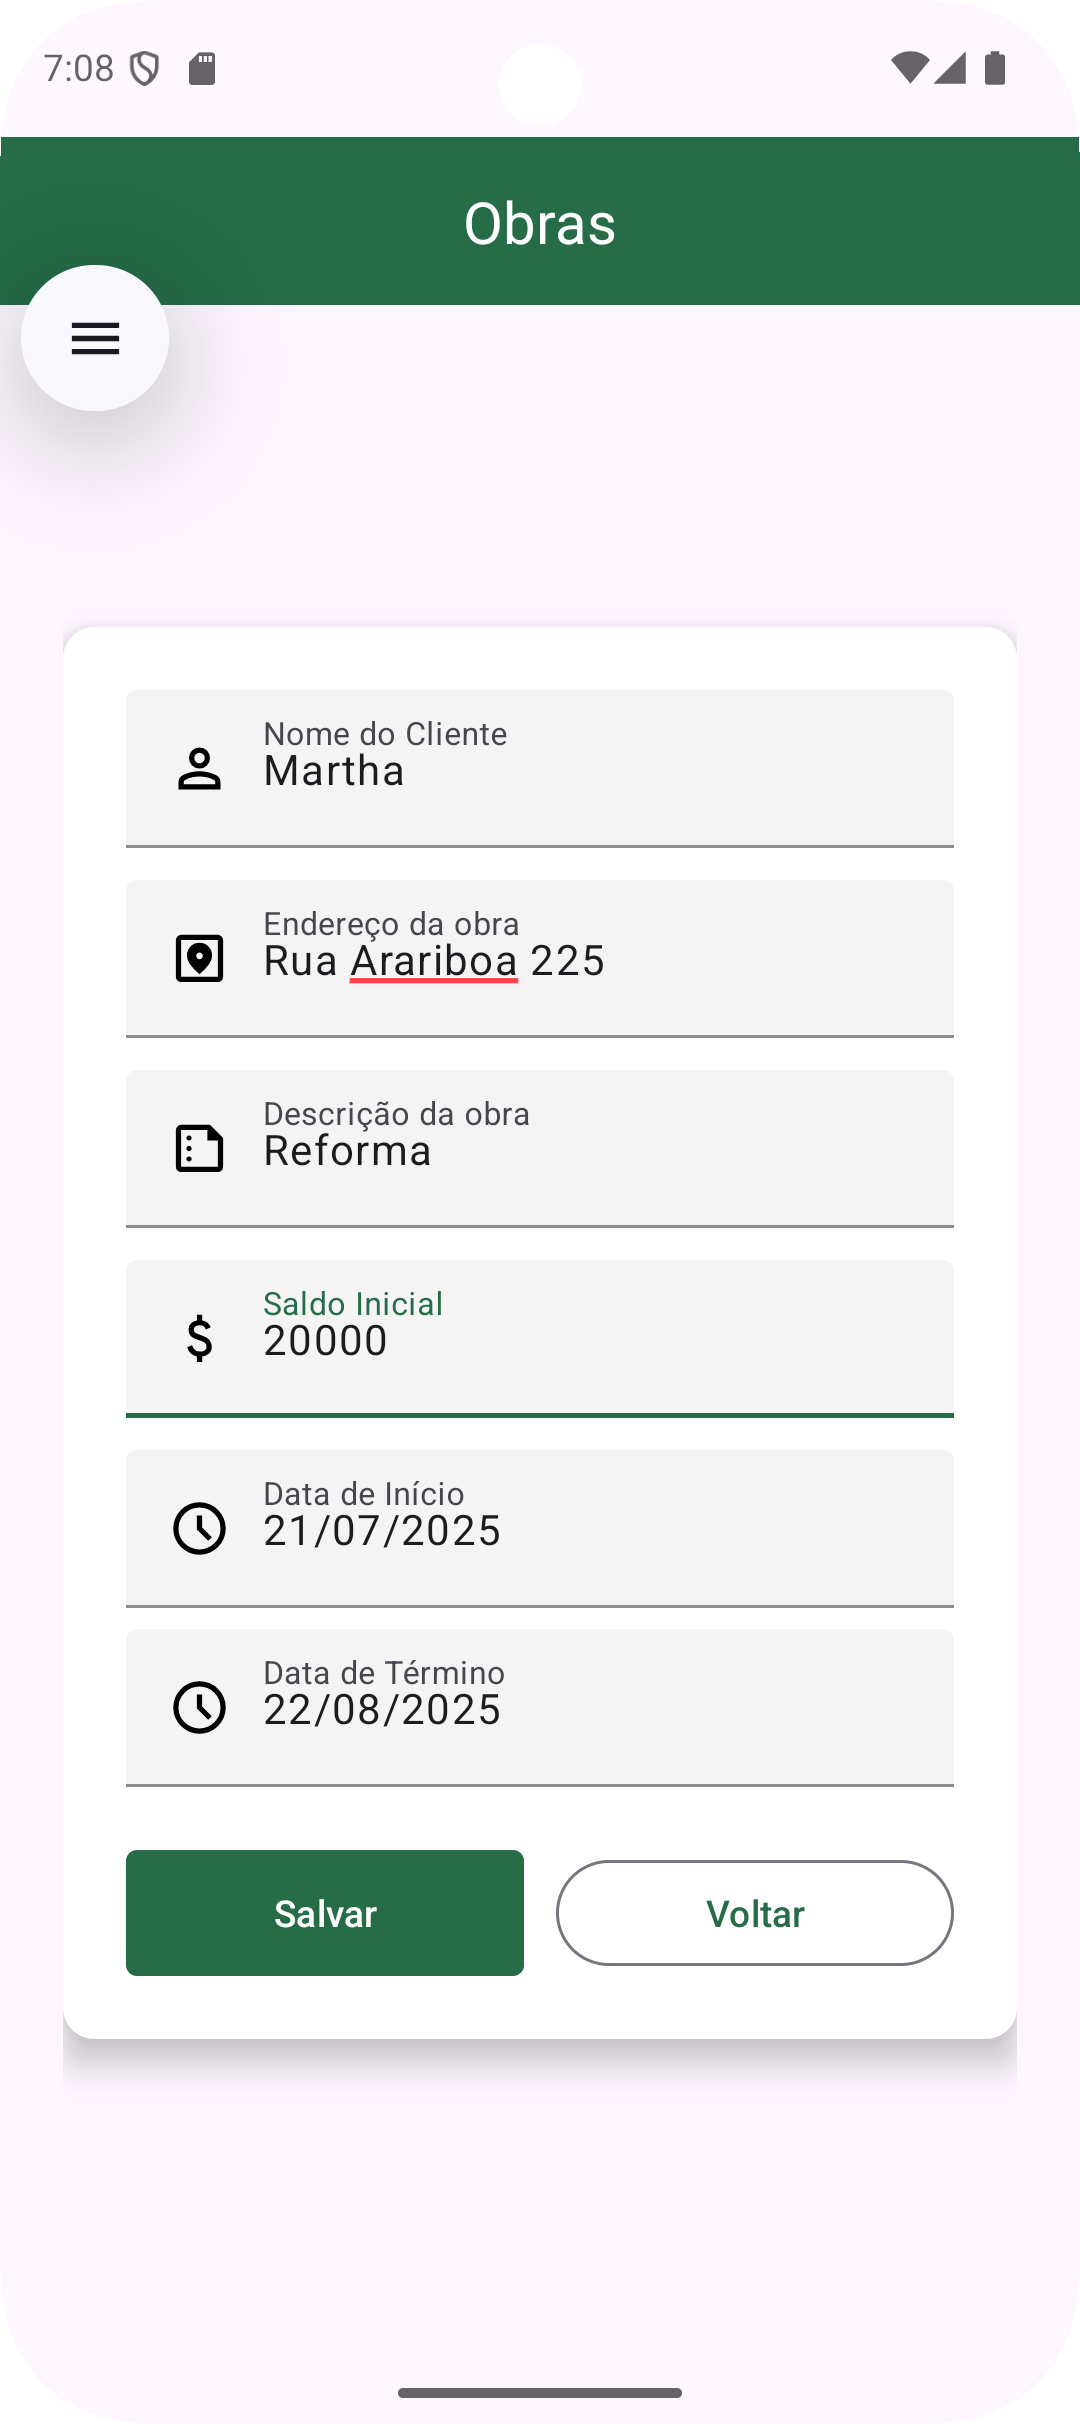 7:08
Obras
Nome do Cliente
Martha
Endereço da obra
Rua Arariboa 225
Descrição da obra
Reforma
Saldo Inicial
20000
Data de Início
21/07/2025
Data de Término
22/08/2025
Salvar
Voltar